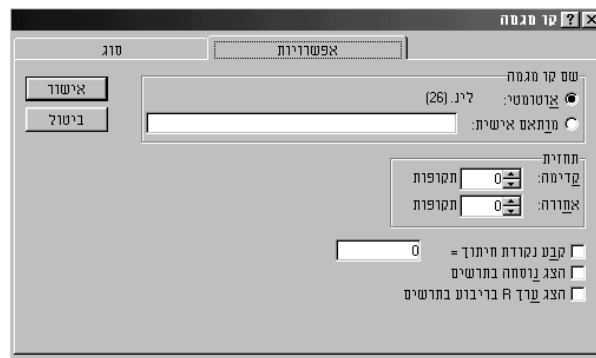 קו מגמה
סוג
אפשרויות
אישור
ביטול
שם קו מגמה
אוטומטי: לינ. (26)
מותאם אישית:
תחזית
קדימה: 0 תקופות
אחורה: 0 תקופות
קבע נקודת חיתוך = 0
הצג נוסחה בתרשים
הצג ערך R בריבוע בתרשים